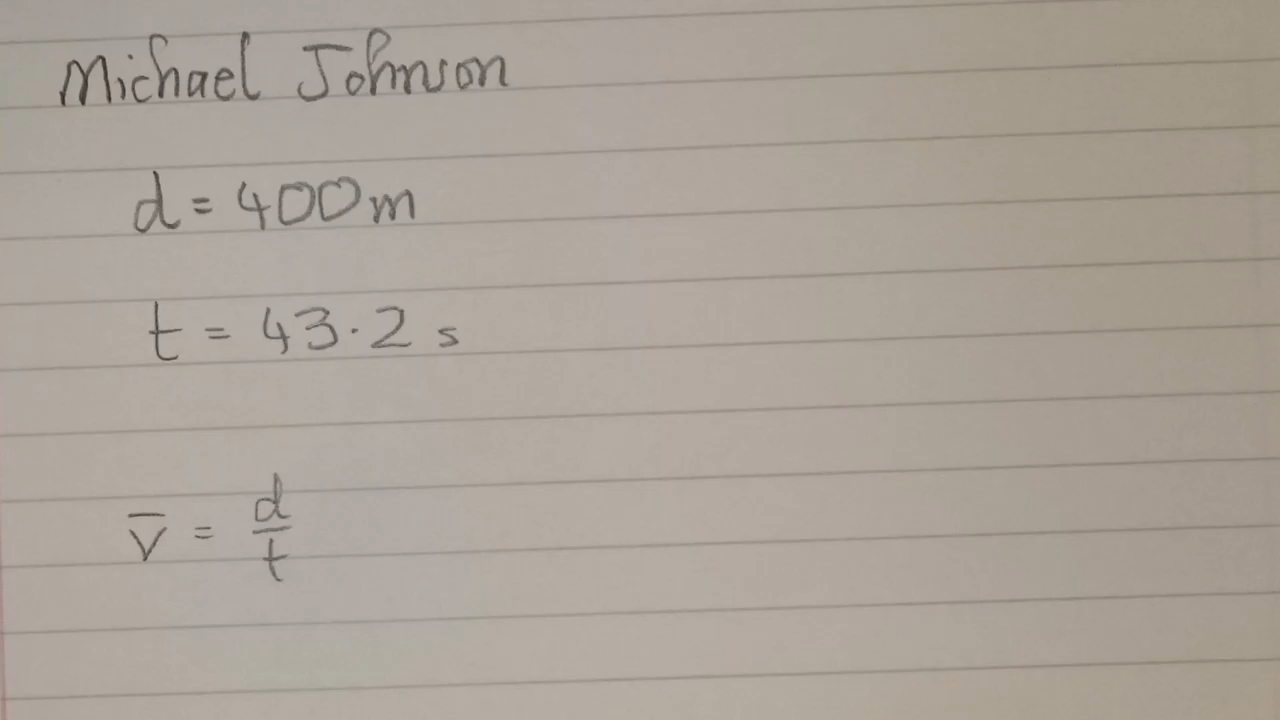 Michael Johnson
d = 400m
t = 43.2 s
v̅ = d/t